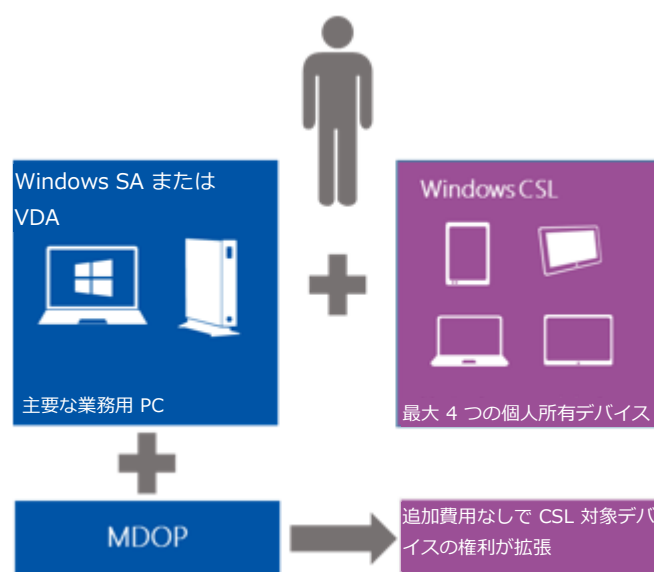 Windows SA または
VDA
主要な業務用 PC
Windows CSL
最大 4 つの個人所有デバイス
MDOP
追加費用なしで CSL 対象デバ
イスの権利が拡張